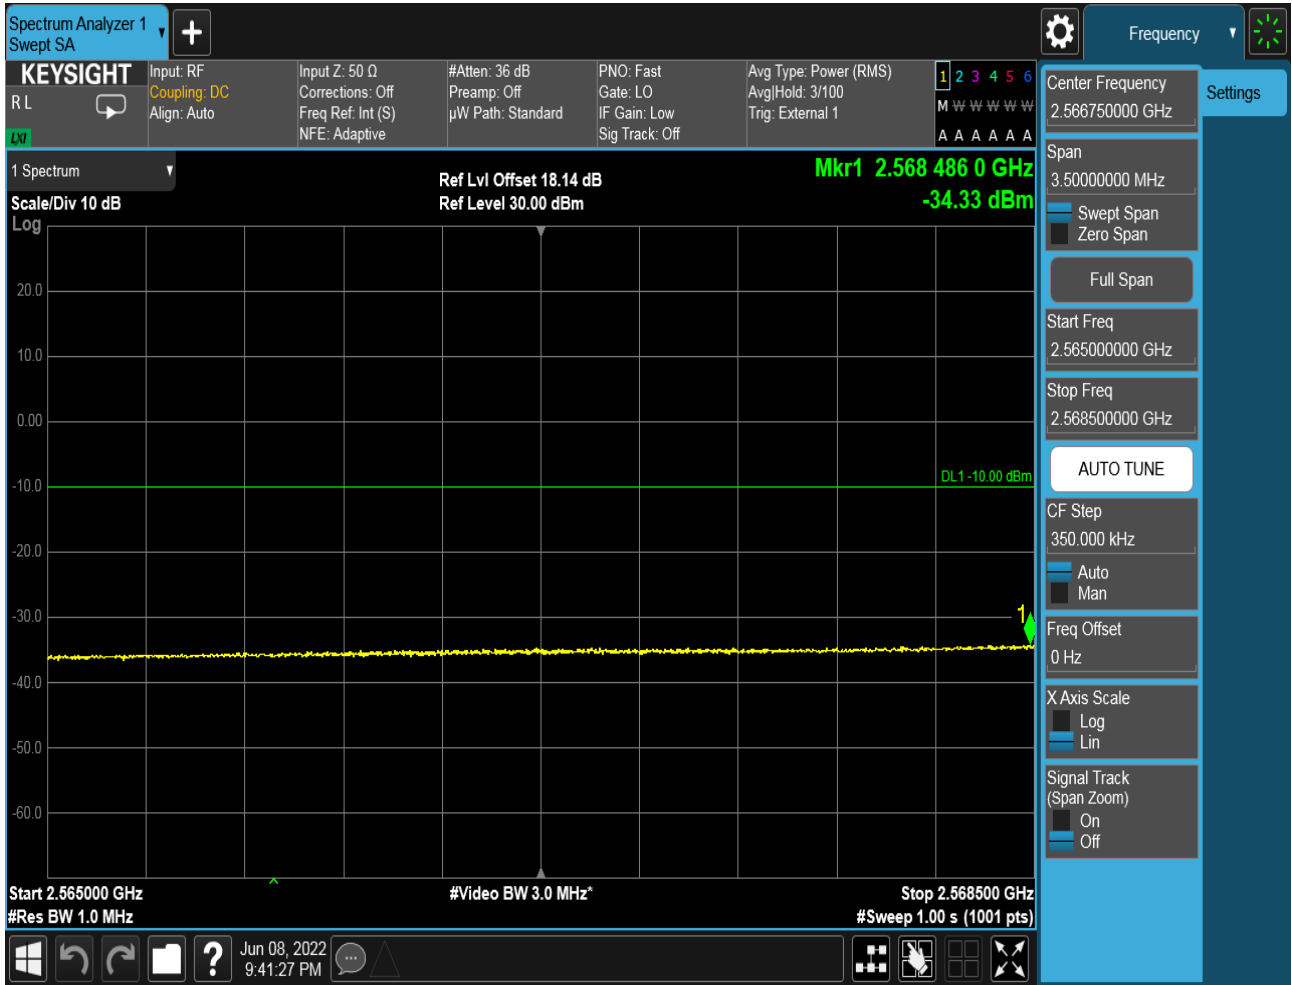 Spectrum Analyzer 1
Swept SA
Frequency
KEYSIGHT
R L
LXI
Input: RF
Coupling: DC
Align: Auto
Input Z: 50 Ω
Corrections: Off
Freq Ref: Int (S)
NFE: Adaptive
#Atten: 36 dB
Preamp: Off
µW Path: Standard
PNO: Fast
Gate: LO
IF Gain: Low
Sig Track: Off
Avg Type: Power (RMS)
Avg|Hold: 3/100
Trig: External 1
1 2 3 4 5 6
M W W W W W
A A A A A A
1 Spectrum
Scale/Div 10 dB
Log
Ref Lvl Offset 18.14 dB
Ref Level 30.00 dBm
Mkr1 2.568 486 0 GHz
-34.33 dBm
20.0
10.0
0.00
-10.0
-20.0
-30.0
-40.0
-50.0
-60.0
DL1 -10.00 dBm
1
Start 2.565000 GHz
#Res BW 1.0 MHz
#Video BW 3.0 MHz*
Stop 2.568500 GHz
#Sweep 1.00 s (1001 pts)
Jun 08, 2022
9:41:27 PM
Center Frequency
2.566750000 GHz
Span
3.50000000 MHz
Swept Span
Zero Span
Full Span
Start Freq
2.565000000 GHz
Stop Freq
2.568500000 GHz
AUTO TUNE
CF Step
350.000 kHz
Auto
Man
Freq Offset
0 Hz
X Axis Scale
Log
Lin
Signal Track
(Span Zoom)
On
Off
Settings